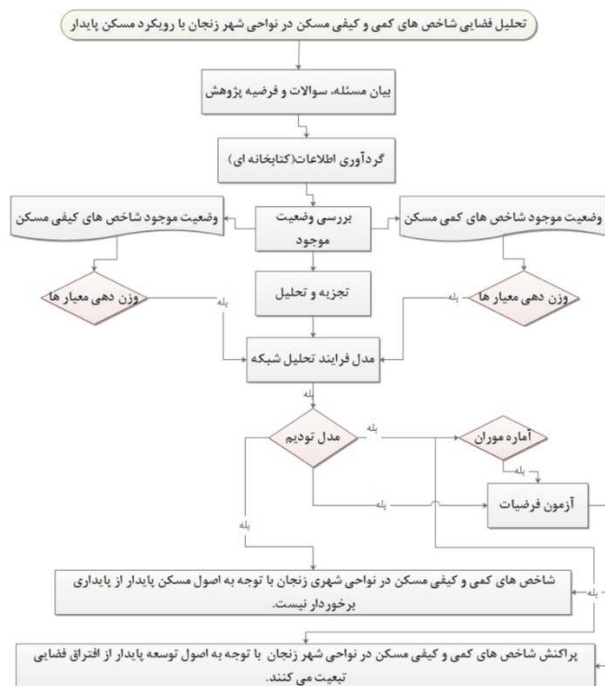 تحلیل فضایی شاخص های کمی و کیفی مسکن در نواحی شهر زنجان با رویکرد مسکن پایدار
بیان مسئله، سوالات و فرضیه پژوهش
گردآوری اطلاعات(کتابخانه ای)
وضعیت موجود شاخص های کمی مسکن
بررسی وضعیت
موجود
وضعیت موجود شاخص های کیفی مسکن
وزن دهی معیار ها
تجزیه و تحلیل
وزن دهی معیار ها
بله
بله
مدل فرایند تحلیل شبکه
بله
آماره موران
بله
مدل تودیم
بله
بله
آزمون فرضیات
بله
شاخص های کمی و کیفی مسکن در نواحی شهری زنجان با توجه به اصول مسکن پایدار از پایداری
برخوردار نیست.
بله
پراکنش شاخص های کمی و کیفی مسکن در نواحی شهر زنجان با توجه به اصول توسعه پایدار از افتراق فضایی
تبعیت می کنند.